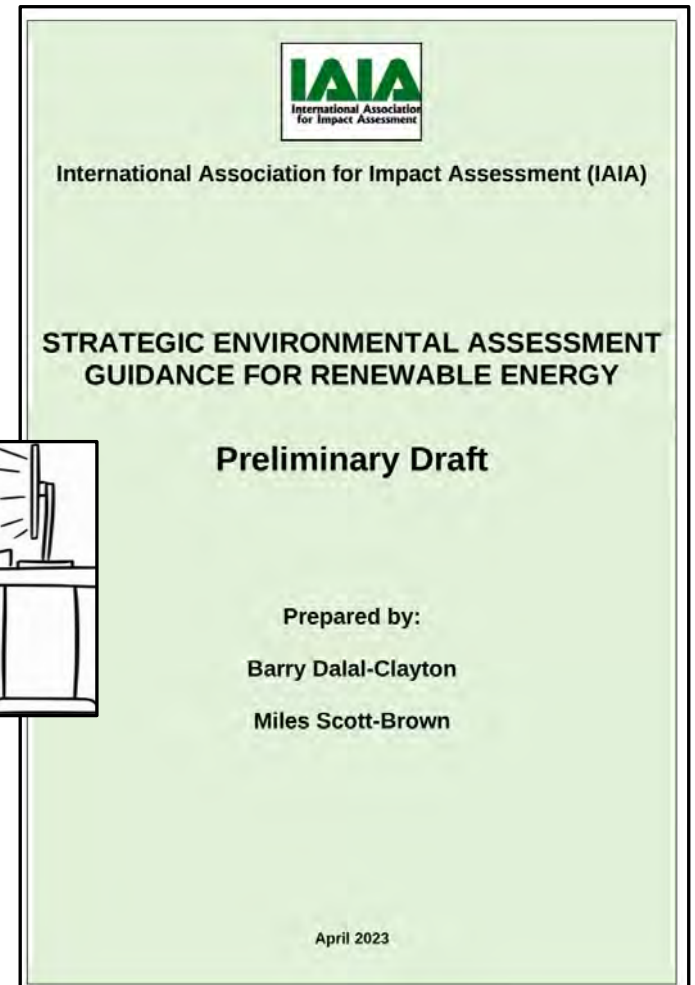 IAIA
International Association
for Impact Assessment
International Association for Impact Assessment (IAIA)
STRATEGIC ENVIRONMENTAL ASSESSMENT
GUIDANCE FOR RENEWABLE ENERGY
Preliminary Draft
Prepared by:
Barry Dalal-Clayton
Miles Scott-Brown
April 2023